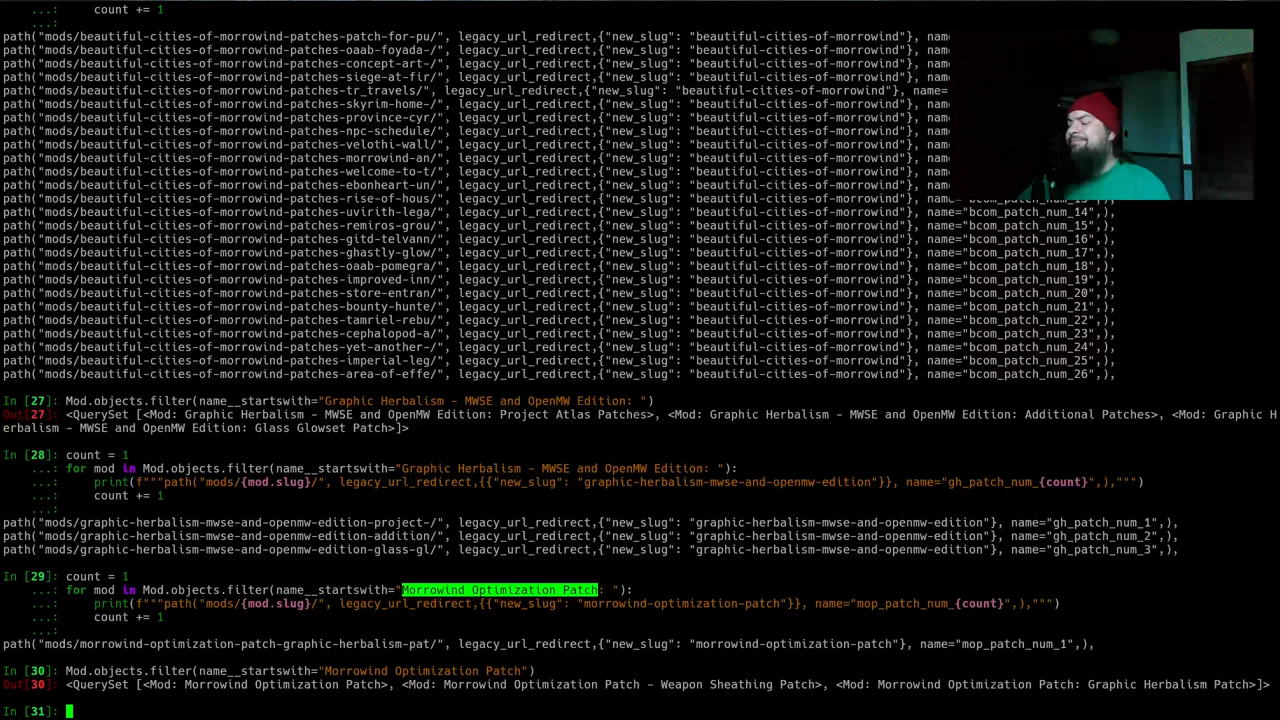 ...:     count += 1
...:
path("mods/beautiful-cities-of-morrowind-patches-patch-for-pu/", legacy_url_redirect,{"new_slug": "beautiful-cities-of-morrowind"}, nam
path("mods/beautiful-cities-of-morrowind-patches-oaab-foyada-/", legacy_url_redirect,{"new_slug": "beautiful-cities-of-morrowind"}, name
path("mods/beautiful-cities-of-morrowind-patches-concept-art-/", legacy_url_redirect,{"new_slug": "beautiful-cities-of-morrowind"}, name
path("mods/beautiful-cities-of-morrowind-patches-siege-at-fir/", legacy_url_redirect,{"new_slug": "beautiful-cities-of-morrowind"}, name
path("mods/beautiful-cities-of-morrowind-patches-tr_travels/", legacy_url_redirect,{"new_slug": "beautiful-cities-of-morrowind"}, name=
path("mods/beautiful-cities-of-morrowind-patches-skyrim-home-/", legacy_url_redirect,{"new_slug": "beautiful-cities-of-morrowind"}, name
path("mods/beautiful-cities-of-morrowind-patches-province-cyr/", legacy_url_redirect,{"new_slug": "beautiful-cities-of-morrowind"}, name
path("mods/beautiful-cities-of-morrowind-patches-npc-schedule/", legacy_url_redirect,{"new_slug": "beautiful-cities-of-morrowind"}, name
path("mods/beautiful-cities-of-morrowind-patches-velothi-wall/", legacy_url_redirect,{"new_slug": "beautiful-cities-of-morrowind"}, name
path("mods/beautiful-cities-of-morrowind-patches-morrowind-an/", legacy_url_redirect,{"new_slug": "beautiful-cities-of-morrowind"}, name
path("mods/beautiful-cities-of-morrowind-patches-welcome-to-t/", legacy_url_redirect,{"new_slug": "beautiful-cities-of-morrowind"}, name
path("mods/beautiful-cities-of-morrowind-patches-ebonheart-un/", legacy_url_redirect,{"new_slug": "beautiful-cities-of-morrowind"}, name
path("mods/beautiful-cities-of-morrowind-patches-rise-of-hous/", legacy_url_redirect,{"new_slug": "beautiful-cities-of-morrowind"}, name="bcom_patch_num_13",),
path("mods/beautiful-cities-of-morrowind-patches-uvirith-lega/", legacy_url_redirect,{"new_slug": "beautiful-cities-of-morrowind"}, name="bcom_patch_num_14",),
path("mods/beautiful-cities-of-morrowind-patches-remiros-grou/", legacy_url_redirect,{"new_slug": "beautiful-cities-of-morrowind"}, name="bcom_patch_num_15",),
path("mods/beautiful-cities-of-morrowind-patches-gitd-telvann/", legacy_url_redirect,{"new_slug": "beautiful-cities-of-morrowind"}, name="bcom_patch_num_16",),
path("mods/beautiful-cities-of-morrowind-patches-ghastly-glow/", legacy_url_redirect,{"new_slug": "beautiful-cities-of-morrowind"}, name="bcom_patch_num_17",),
path("mods/beautiful-cities-of-morrowind-patches-oaab-pomegra/", legacy_url_redirect,{"new_slug": "beautiful-cities-of-morrowind"}, name="bcom_patch_num_18",),
path("mods/beautiful-cities-of-morrowind-patches-improved-inn/", legacy_url_redirect,{"new_slug": "beautiful-cities-of-morrowind"}, name="bcom_patch_num_19",),
path("mods/beautiful-cities-of-morrowind-patches-store-entran/", legacy_url_redirect,{"new_slug": "beautiful-cities-of-morrowind"}, name="bcom_patch_num_20",),
path("mods/beautiful-cities-of-morrowind-patches-bounty-hunte/", legacy_url_redirect,{"new_slug": "beautiful-cities-of-morrowind"}, name="bcom_patch_num_21",),
path("mods/beautiful-cities-of-morrowind-patches-tamriel-rebu/", legacy_url_redirect,{"new_slug": "beautiful-cities-of-morrowind"}, name="bcom_patch_num_22",),
path("mods/beautiful-cities-of-morrowind-patches-cephalopod-a/", legacy_url_redirect,{"new_slug": "beautiful-cities-of-morrowind"}, name="bcom_patch_num_23",),
path("mods/beautiful-cities-of-morrowind-patches-yet-another-/", legacy_url_redirect,{"new_slug": "beautiful-cities-of-morrowind"}, name="bcom_patch_num_24",),
path("mods/beautiful-cities-of-morrowind-patches-imperial-leg/", legacy_url_redirect,{"new_slug": "beautiful-cities-of-morrowind"}, name="bcom_patch_num_25",),
path("mods/beautiful-cities-of-morrowind-patches-area-of-effe/", legacy_url_redirect,{"new_slug": "beautiful-cities-of-morrowind"}, name="bcom_patch_num_26",),
In [27]: Mod.objects.filter(name__startswith="Graphic Herbalism - MWSE and OpenMW Edition: ")
Out[27]: <QuerySet [<Mod: Graphic Herbalism - MWSE and OpenMW Edition: Project Atlas Patches>, <Mod: Graphic Herbalism - MWSE and OpenMW Edition: Additional Patches>, <Mod: Graphic H
erbalism - MWSE and OpenMW Edition: Glass Glowset Patch>]>
In [28]: count = 1
...: for mod in Mod.objects.filter(name__startswith="Graphic Herbalism - MWSE and OpenMW Edition: "):
...:     print(f"""path("mods/{mod.slug}/", legacy_url_redirect,{{"new_slug": "graphic-herbalism-mwse-and-openmw-edition"}}, name="gh_patch_num_{count}",),""")
...:     count += 1
...:
path("mods/graphic-herbalism-mwse-and-openmw-edition-project-/", legacy_url_redirect,{"new_slug": "graphic-herbalism-mwse-and-openmw-edition"}, name="gh_patch_num_1",),
path("mods/graphic-herbalism-mwse-and-openmw-edition-addition/", legacy_url_redirect,{"new_slug": "graphic-herbalism-mwse-and-openmw-edition"}, name="gh_patch_num_2",),
path("mods/graphic-herbalism-mwse-and-openmw-edition-glass-gl/", legacy_url_redirect,{"new_slug": "graphic-herbalism-mwse-and-openmw-edition"}, name="gh_patch_num_3",),
In [29]: count = 1
...: for mod in Mod.objects.filter(name__startswith="Morrowind Optimization Patch: "):
...:     print(f"""path("mods/{mod.slug}/", legacy_url_redirect,{{"new_slug": "morrowind-optimization-patch"}}, name="mop_patch_num_{count}",),""")
...:     count += 1
...:
path("mods/morrowind-optimization-patch-graphic-herbalism-pat/", legacy_url_redirect,{"new_slug": "morrowind-optimization-patch"}, name="mop_patch_num_1",),
In [30]: Mod.objects.filter(name__startswith="Morrowind Optimization Patch")
Out[30]: <QuerySet [<Mod: Morrowind Optimization Patch>, <Mod: Morrowind Optimization Patch - Weapon Sheathing Patch>, <Mod: Morrowind Optimization Patch: Graphic Herbalism Patch>]>
In [31]: